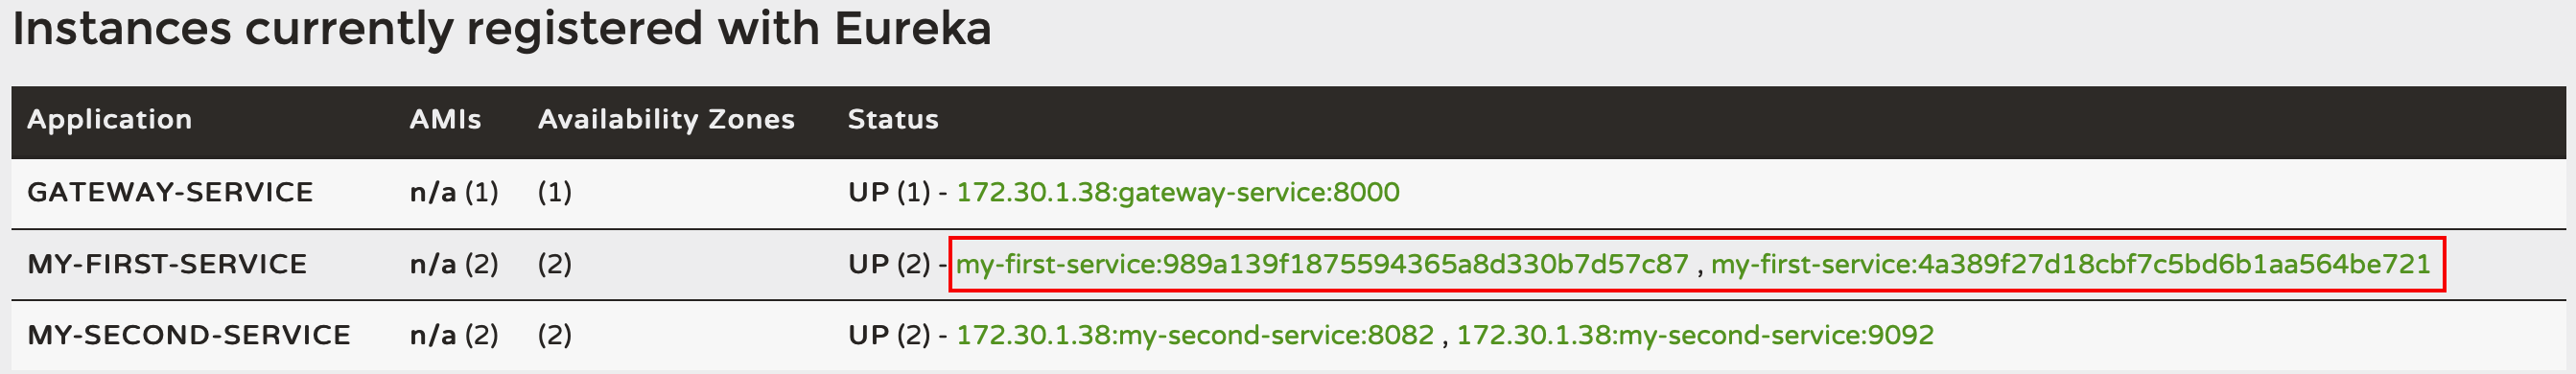 Instances currently registered with Eureka
Application AMIs Availability Zones Status
GATEWAY-SERVICE n/a (1) (1) UP (1) - 172.30.1.38:gateway-service:8000
MY-FIRST-SERVICE n/a (2) (2) UP (2) - my-first-service:989a139f1875594365a8d330b7d57c87 , my-first-service:4a389f27d18cbf7c5bd6b1aa564be721
MY-SECOND-SERVICE n/a (2) (2) UP (2) - 172.30.1.38:my-second-service:8082 , 172.30.1.38:my-second-service:9092